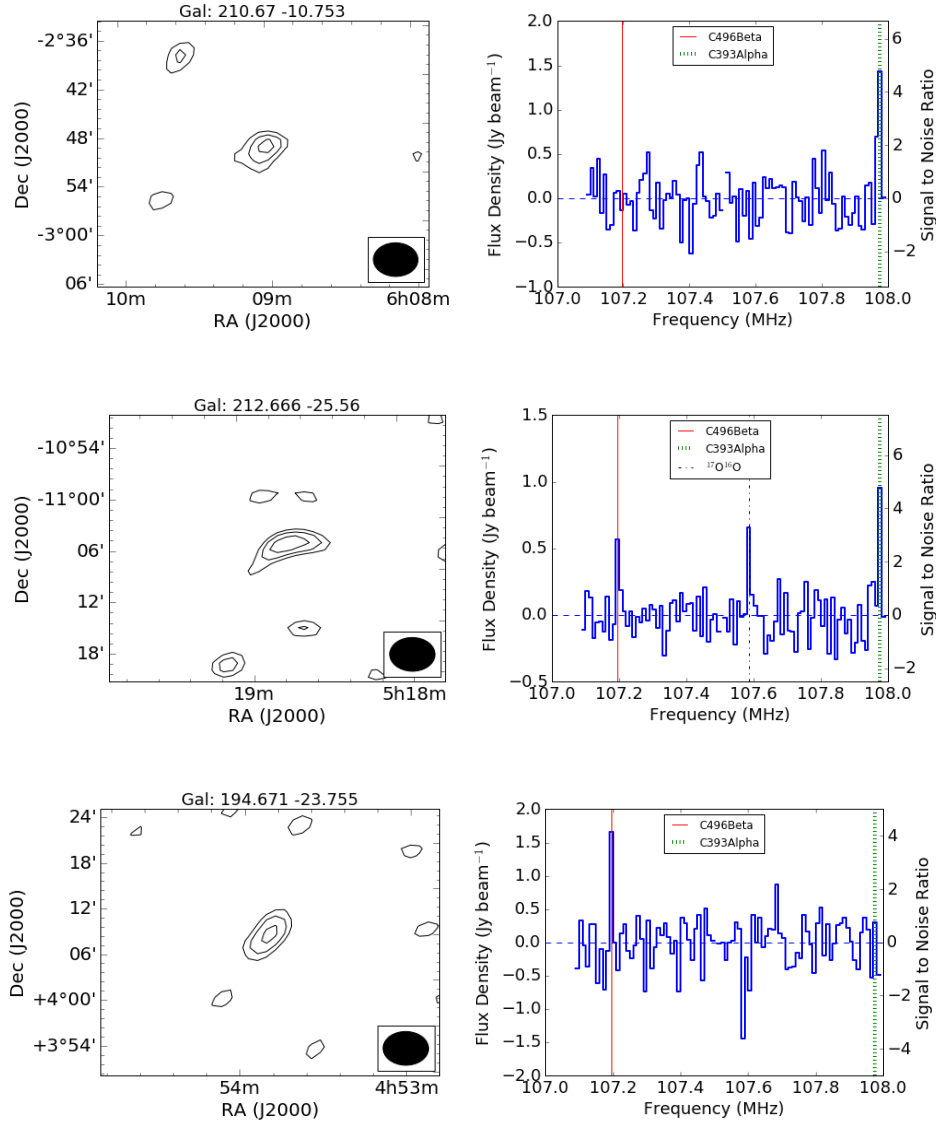 Gal: 210.67 -10.753
-2°36'
42'
48'
54'
-3°00'
06'
Dec (J2000)
10m
09m
6h08m
RA (J2000)
2.0
1.5
1.0
0.5
0.0
−0.5
−1.0
Flux Density (Jy beam⁻¹)
C496Beta
C393Alpha
6
4
2
0
−2
Signal to Noise Ratio
107.0
107.2
107.4
107.6
107.8
108.0
Frequency (MHz)
Gal: 212.666 -25.56
-10°54'
-11°00'
06'
12'
18'
Dec (J2000)
19m
5h18m
RA (J2000)
1.5
1.0
0.5
0.0
−0.5
Flux Density (Jy beam⁻¹)
C496Beta
C393Alpha
¹⁷O¹⁶O
6
4
2
0
−2
Signal to Noise Ratio
107.0
107.2
107.4
107.6
107.8
108.0
Frequency (MHz)
Gal: 194.671 -23.755
24'
18'
12'
06'
+4°00'
+3°54'
Dec (J2000)
54m
4h53m
RA (J2000)
2.0
1.5
1.0
0.5
0.0
−0.5
−1.0
−1.5
−2.0
Flux Density (Jy beam⁻¹)
C496Beta
C393Alpha
4
2
0
−2
−4
Signal to Noise Ratio
107.0
107.2
107.4
107.6
107.8
108.0
Frequency (MHz)